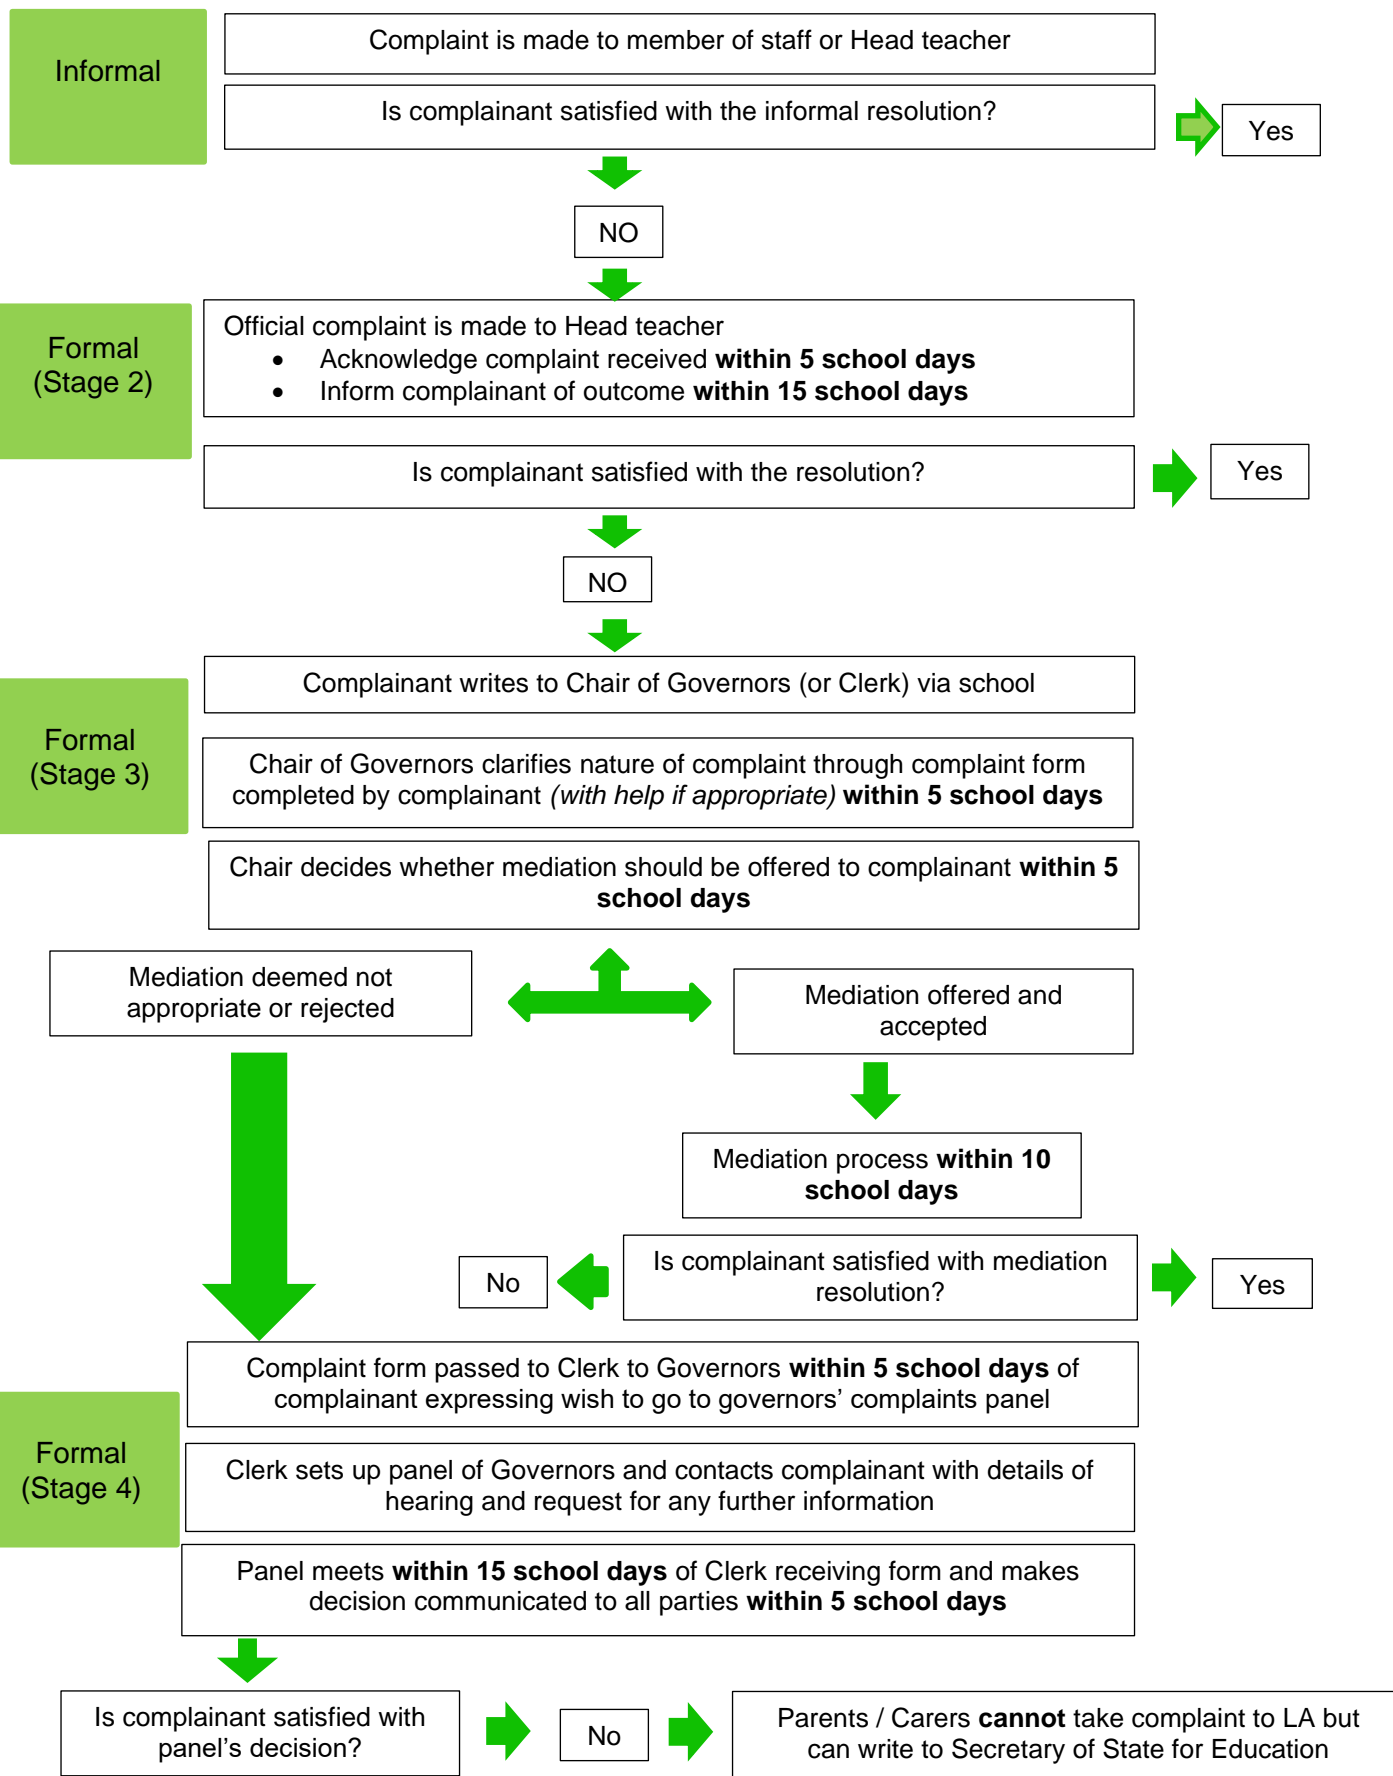 Informal
Complaint is made to member of staff or Head teacher
Is complainant satisfied with the informal resolution?
Yes
NO
Formal
(Stage 2)
Official complaint is made to Head teacher
• Acknowledge complaint received within 5 school days
• Inform complainant of outcome within 15 school days
Is complainant satisfied with the resolution?
Yes
NO
Complainant writes to Chair of Governors (or Clerk) via school
Formal
(Stage 3)
Chair of Governors clarifies nature of complaint through complaint form
completed by complainant (with help if appropriate) within 5 school days
Chair decides whether mediation should be offered to complainant within 5
school days
Mediation deemed not
appropriate or rejected
Mediation offered and
accepted
Mediation process within 10
school days
Is complainant satisfied with mediation
resolution?
No
Yes
Complaint form passed to Clerk to Governors within 5 school days of
complainant expressing wish to go to governors’ complaints panel
Formal
(Stage 4)
Clerk sets up panel of Governors and contacts complainant with details of
hearing and request for any further information
Panel meets within 15 school days of Clerk receiving form and makes
decision communicated to all parties within 5 school days
Is complainant satisfied with
panel’s decision?
No
Parents / Carers cannot take complaint to LA but
can write to Secretary of State for Education